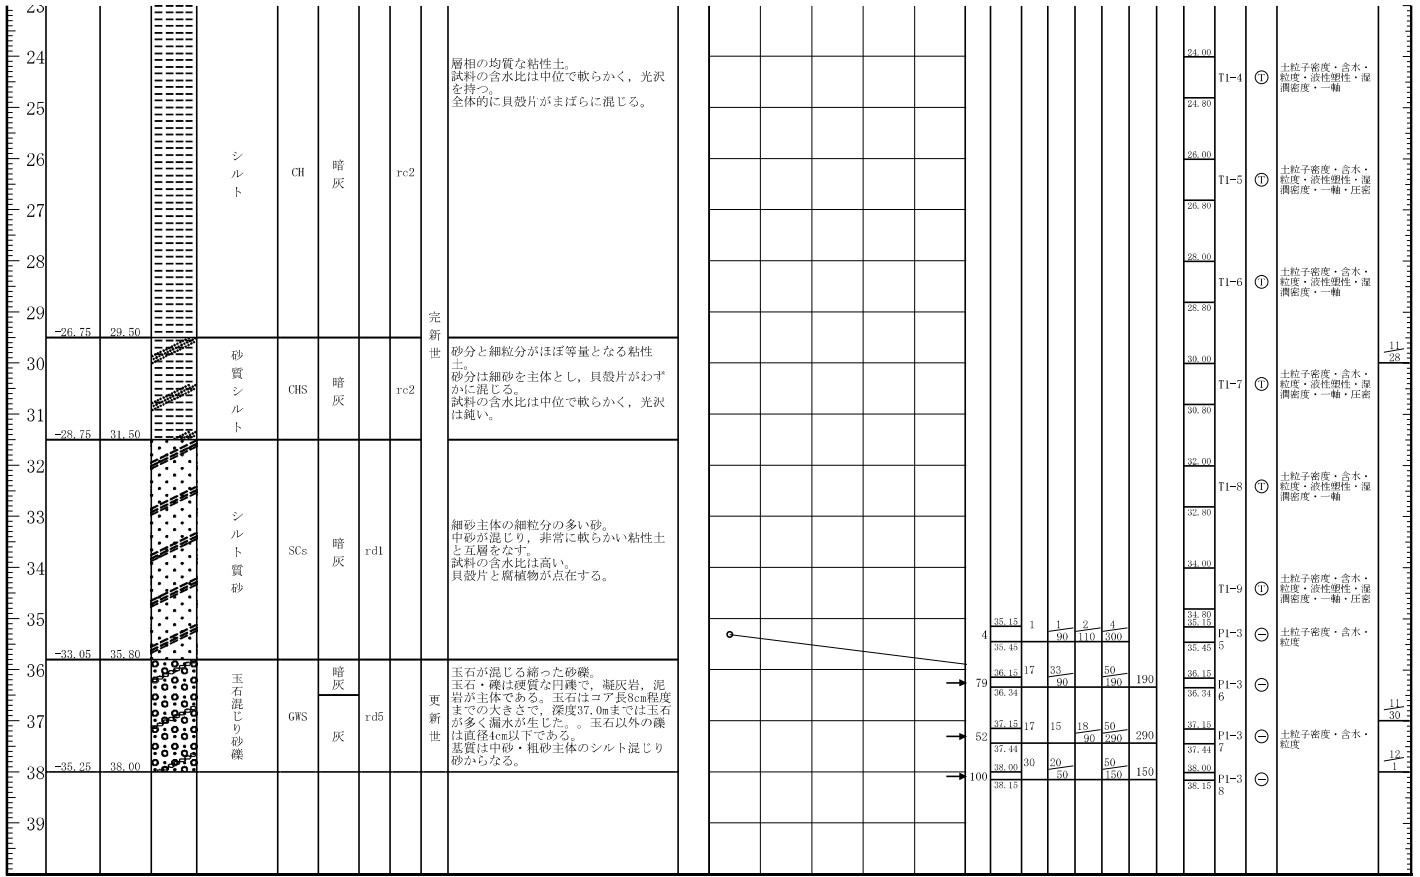 24
25
26
27
28
29
30
31
32
33
34
35
36
37
38
39
-26.75 29.50
-28.75 31.50
-33.05 35.80
-35.25 38.00
シルト
CH
暗灰
rc2
砂質シルト
CHS
暗灰
rc2
シルト質砂
SCs
暗灰
rd1
玉石混じり砂礫
GWS
暗灰
灰
rd5
完新世
更新世
層相の均質な粘性土。
試料の含水比は中位で軟らかく，光沢
を持つ。
全体的に貝殻片がまばらに混じる。
砂分と細粒分がほぼ等量となる粘性
土。
砂分は細砂を主体とし，貝殻片がわず
かに混じる。
試料の含水比は中位で軟らかく，光沢
は鈍い。
細砂主体の細粒分の多い砂。
中砂が混じり，非常に軟らかい粘性土
と互層をなす。
試料の含水比は高い。
貝殻片と腐植物が点在する。
玉石が混じる締った砂礫。
玉石・礫は硬質な円礫で，凝灰岩，泥
岩が主体である。玉石はコア長8cm程度
までの大きさで，深度37.0mまでは玉石
が多く漏水が生じた。。玉石以外の礫
は直径4cm以下である。
基質は中砂・粗砂主体のシルト混じり
砂からなる。
4
35.15
35.45
1
1
90
2
110
4
300
79
36.15
36.34
17
33
90
50
190
190
52
37.15
37.44
17
15
18
90
50
290
290
100
38.00
38.15
30
20
50
50
150
150
24.00
24.80
T1-4
T
土粒子密度・含水・
粒度・液性塑性・湿
潤密度・一軸
26.00
26.80
T1-5
T
土粒子密度・含水・
粒度・液性塑性・湿
潤密度・一軸・圧密
28.00
28.80
T1-6
T
土粒子密度・含水・
粒度・液性塑性・湿
潤密度・一軸
30.00
30.80
T1-7
T
土粒子密度・含水・
粒度・液性塑性・湿
潤密度・一軸・圧密
32.00
32.80
T1-8
T
土粒子密度・含水・
粒度・液性塑性・湿
潤密度・一軸
34.00
34.80
T1-9
T
土粒子密度・含水・
粒度・液性塑性・湿
潤密度・一軸・圧密
35.15
35.45
P1-3
5
土粒子密度・含水・
粒度
36.15
36.34
P1-3
6
37.15
37.44
P1-3
7
土粒子密度・含水・
粒度
38.00
38.15
P1-3
8
11
28
11
30
12
1